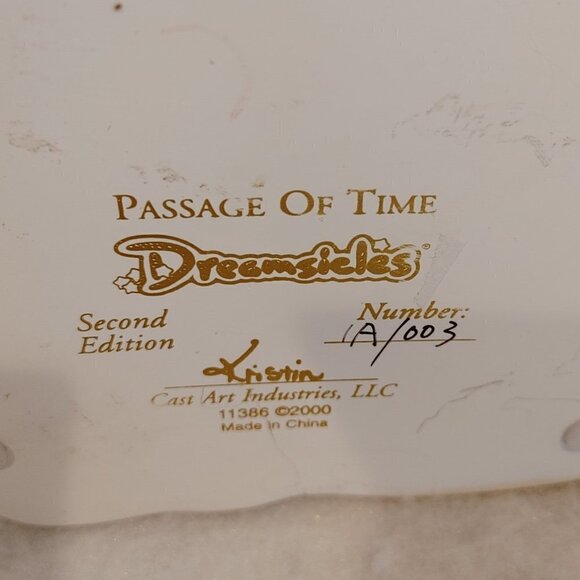 PASSAGE OF TIME
Dreamsicles®
Second Edition
Number: 1A/003
Kristin
Cast Art Industries, LLC
11386 ©2000
Made in China